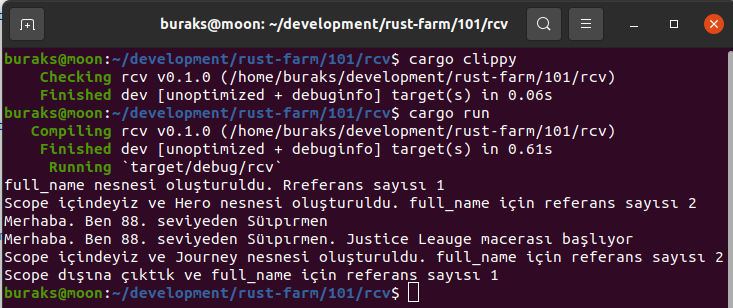 buraks@moon: ~/development/rust-farm/101/rcv
buraks@moon:~/development/rust-farm/101/rcv$ cargo clippy
    Checking rcv v0.1.0 (/home/buraks/development/rust-farm/101/rcv)
    Finished dev [unoptimized + debuginfo] target(s) in 0.06s
buraks@moon:~/development/rust-farm/101/rcv$ cargo run
   Compiling rcv v0.1.0 (/home/buraks/development/rust-farm/101/rcv)
    Finished dev [unoptimized + debuginfo] target(s) in 0.61s
     Running `target/debug/rcv`
full_name nesnesi oluşturuldu. Rreferans sayısı 1
Scope içindeyiz ve Hero nesnesi oluşturuldu. full_name için referans sayısı 2
Merhaba. Ben 88. seviyeden Süıpırmen
Merhaba. Ben 88. seviyeden Süıpırmen. Justice Leauge macerası başlıyor
Scope içindeyiz ve Journey nesnesi oluşturuldu. full_name için referans sayısı 2
Scope dışına çıktık ve full_name için referans sayısı 1
buraks@moon:~/development/rust-farm/101/rcv$